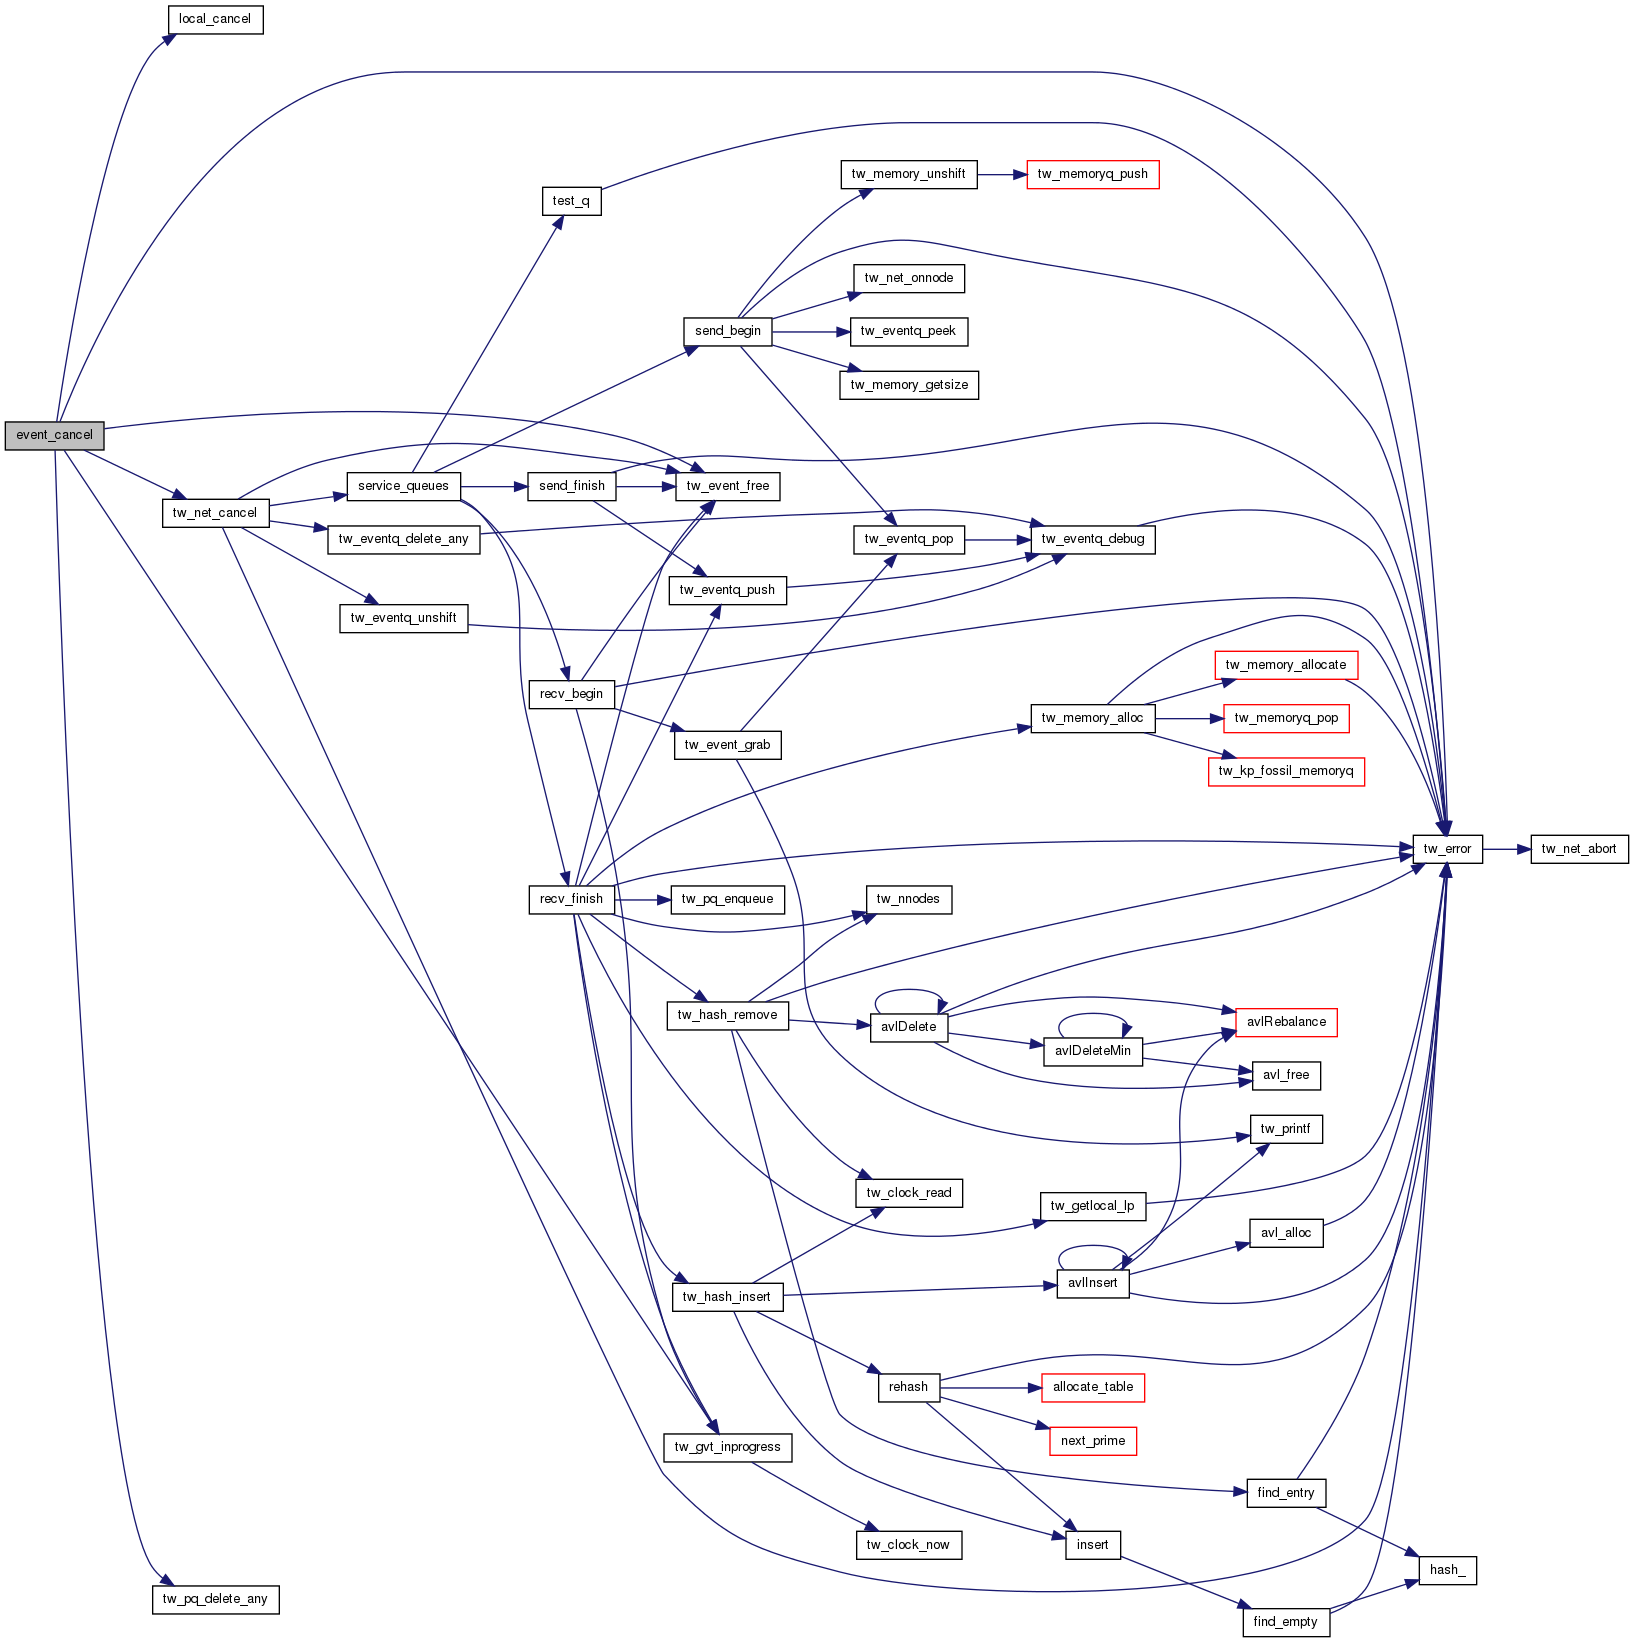 local_cancel
tw_memory_unshift
tw_memoryq_push
test_q
tw_net_onnode
send_begin
tw_eventq_peek
tw_memory_getsize
event_cancel
service_queues
send_finish
tw_event_free
tw_net_cancel
tw_eventq_delete_any
tw_eventq_pop
tw_eventq_debug
tw_eventq_push
tw_eventq_unshift
tw_memory_allocate
recv_begin
tw_memory_alloc
tw_memoryq_pop
tw_event_grab
tw_kp_fossil_memoryq
tw_error
tw_net_abort
recv_finish
tw_pq_enqueue
tw_nnodes
tw_hash_remove
avlDelete
avlRebalance
avlDeleteMin
avl_free
tw_printf
tw_clock_read
tw_getlocal_lp
avl_alloc
avlInsert
tw_hash_insert
rehash
allocate_table
next_prime
tw_gvt_inprogress
find_entry
tw_clock_now
insert
hash_
tw_pq_delete_any
find_empty